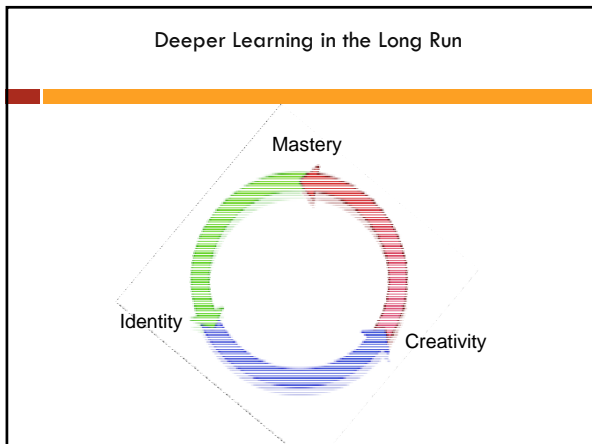 Deeper Learning in the Long Run
Mastery
Identity
Creativity